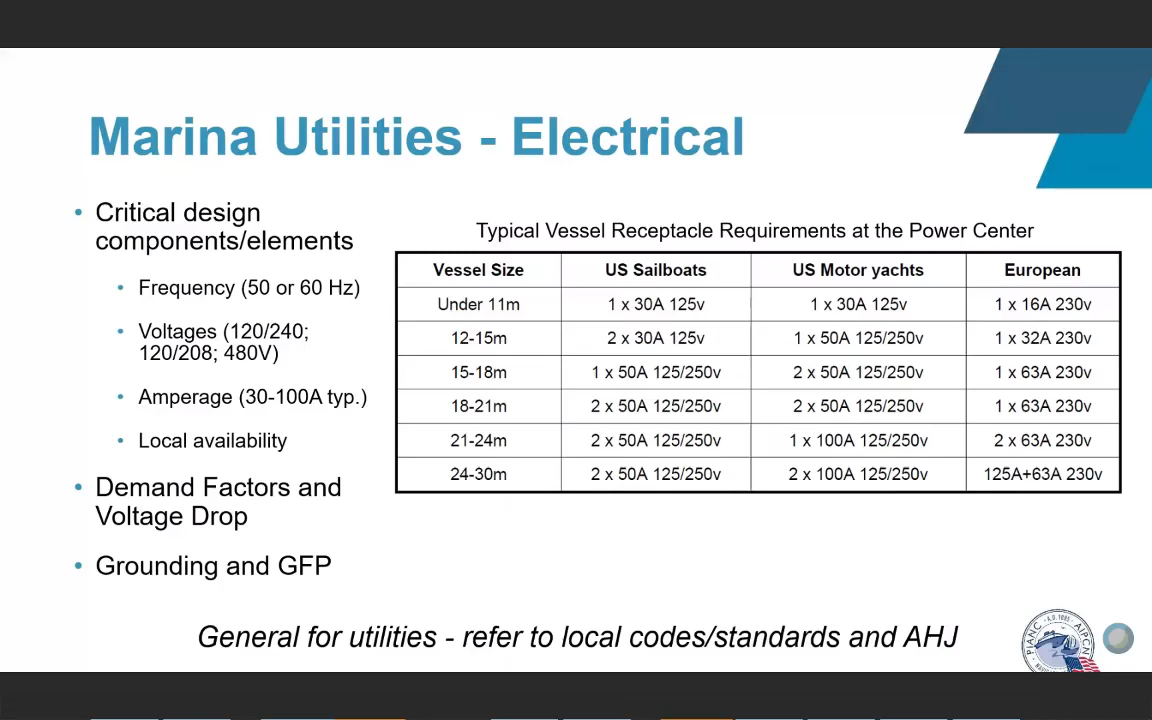 Marina Utilities - Electrical
• Critical design
components/elements
• Frequency (50 or 60 Hz)
• Voltages (120/240;
120/208; 480V)
• Amperage (30-100A typ.)
• Local availability
• Demand Factors and
Voltage Drop
• Grounding and GFP
Typical Vessel Receptacle Requirements at the Power Center
Vessel Size US Sailboats US Motor yachts European
Under 11m 1 x 30A 125v 1 x 30A 125v 1 x 16A 230v
12-15m 2 x 30A 125v 1 x 50A 125/250v 1 x 32A 230v
15-18m 1 x 50A 125/250v 2 x 50A 125/250v 1 x 63A 230v
18-21m 2 x 50A 125/250v 2 x 50A 125/250v 1 x 63A 230v
21-24m 2 x 50A 125/250v 1 x 100A 125/250v 2 x 63A 230v
24-30m 2 x 50A 125/250v 2 x 100A 125/250v 125A+63A 230v
General for utilities - refer to local codes/standards and AHJ
PIANC AIPCN